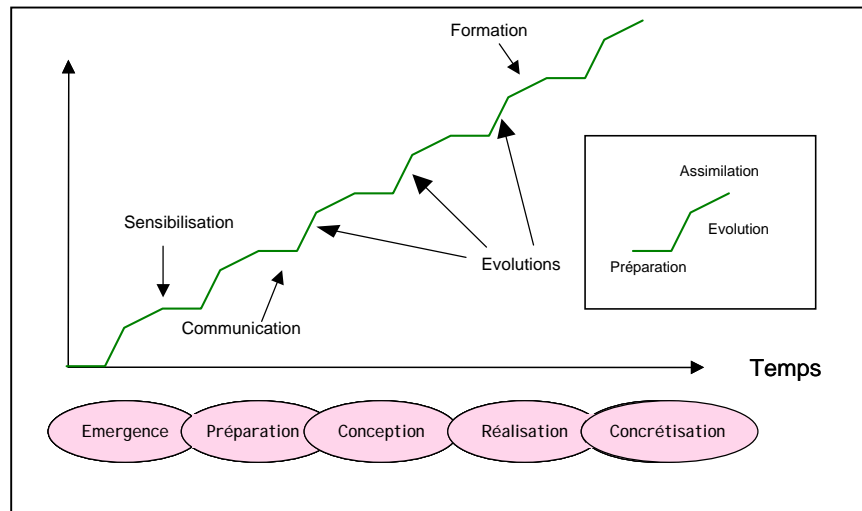 Formation
Sensibilisation
Communication
Evolutions
Assimilation
Evolution
Préparation
Temps
Emergence
Préparation
Conception
Réalisation
Concrétisation